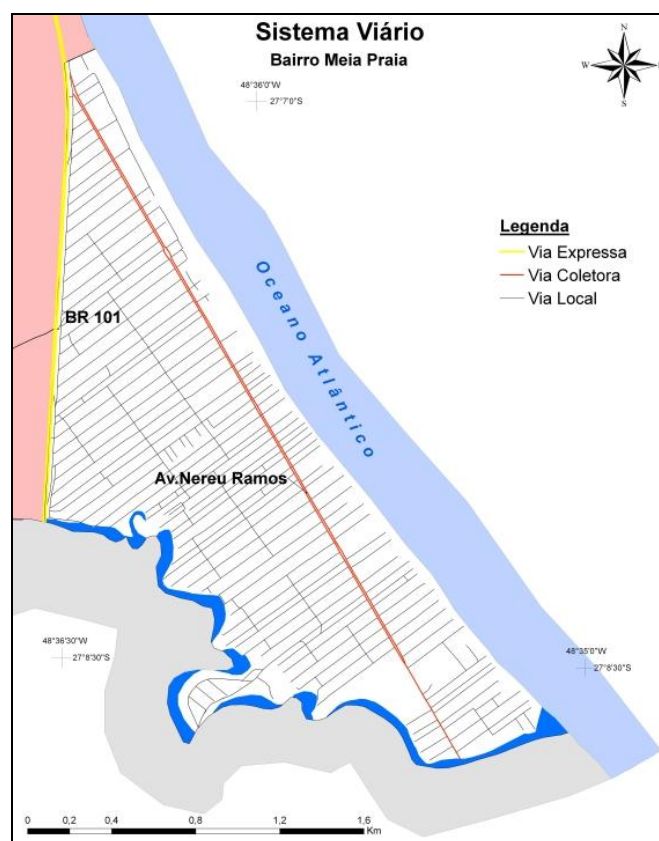 Sistema Viário
Bairro Meia Praia
N
W
S
48°36'0"W
27°7'0"S
Legenda
Via Expressa
Via Coletora
Via Local
Oceano Atlântico
BR 101
Av.Nereu Ramos
48°36'30"W
27°8'30"S
48°35'0"W
27°8'30"S
0 0,2 0,4 0,8 1,2 1,6
Km